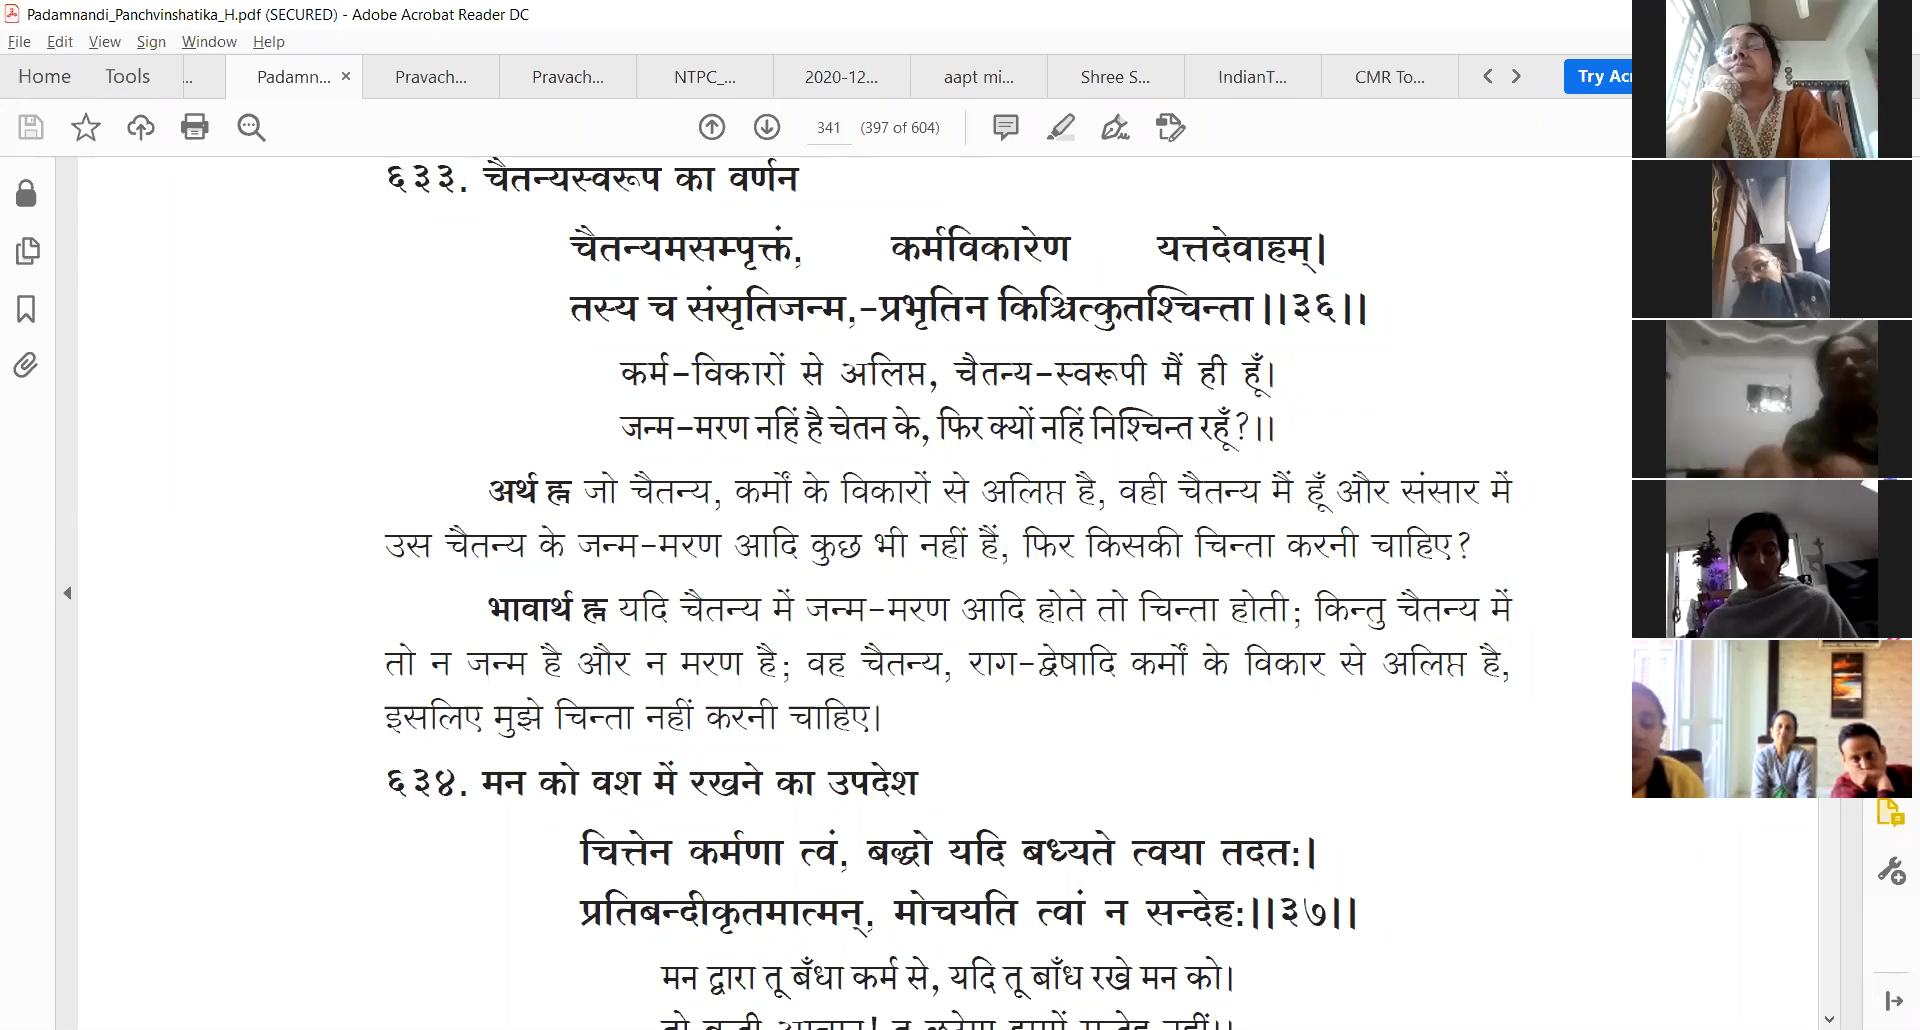 Padamnandi_Panchvinshatika_H.pdf (SECURED) - Adobe Acrobat Reader DC
File Edit View Sign Window Help
Home Tools ... Padamn... × Pravach... Pravach... NTPC_... 2020-12... aapt mi... Shree S... IndianT... CMR To... Try Acr
341 (397 of 604)
६३३. चैतन्यस्वरूप का वर्णन
चैतन्यमसम्पृक्तं, कर्मविकारेण यत्तदेवाहम्।
तस्य च संसृतिजन्म,-प्रभृतिन किञ्चित्कुतश्चिन्ता।।३६।।
कर्म-विकारों से अलिप्त, चैतन्य-स्वरूपी मैं ही हूँ।
जन्म-मरण नहिं है चेतन के, फिर क्यों नहिं निश्चिन्त रहूँ?।।
अर्थ ह्न जो चैतन्य, कर्मों के विकारों से अलिप्त है, वही चैतन्य मैं हूँ और संसार में
उस चैतन्य के जन्म-मरण आदि कुछ भी नहीं हैं, फिर किसकी चिन्ता करनी चाहिए?
भावार्थ ह्न यदि चैतन्य में जन्म-मरण आदि होते तो चिन्ता होती; किन्तु चैतन्य में
तो न जन्म है और न मरण है; वह चैतन्य, राग-द्वेषादि कर्मों के विकार से अलिप्त है,
इसलिए मुझे चिन्ता नहीं करनी चाहिए।
६३४. मन को वश में रखने का उपदेश
चित्तेन कर्मणा त्वं, बद्धो यदि बध्यते त्वया तदतः।
प्रतिबन्दीकृतमात्मन्, मोचयति त्वां न सन्देहः।।३७।।
मन द्वारा तू बँधा कर्म से, यदि तू बाँध रखे मन को।